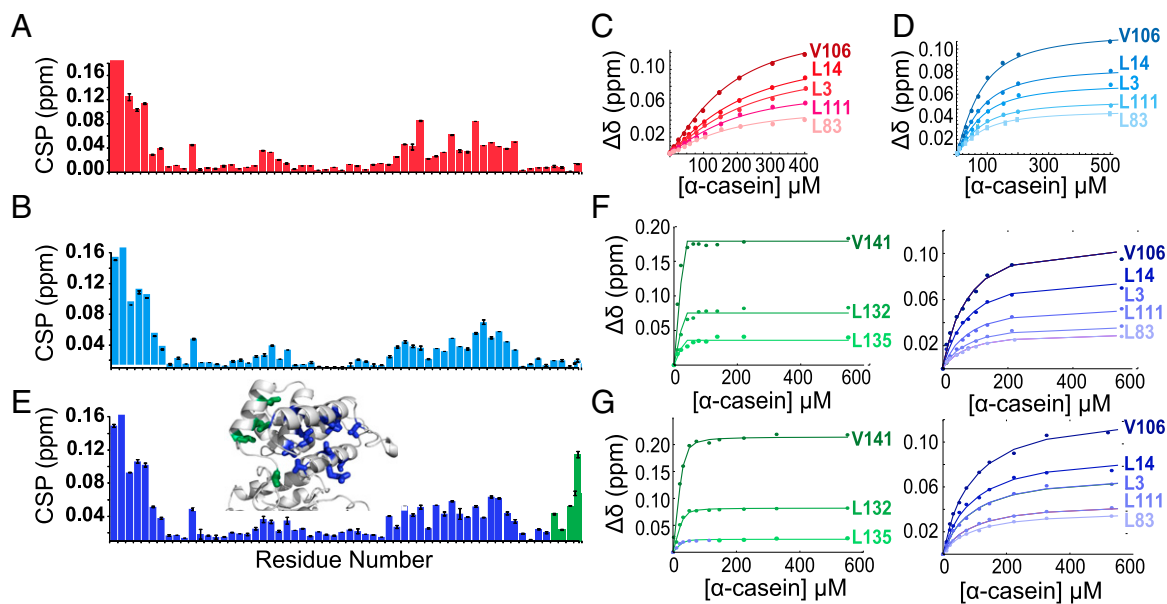 A
CSP (ppm)
0.16
0.12
0.08
0.04
0.00
B
CSP (ppm)
0.16
0.12
0.08
0.04
E
CSP (ppm)
0.16
0.12
0.08
0.04
Residue Number
C
Δδ (ppm)
0.10
0.06
0.02
100 200 300 400
[α-casein] μM
V106
L14
L3
L111
L83
D
Δδ (ppm)
0.10
0.08
0.06
0.04
0.02
100 300 500
[α-casein] μM
V106
L14
L3
L111
L83
F
Δδ (ppm)
0.20
0.15
0.10
0.05
0 200 400 600
V141
L132
L135
0.10
0.06
0.02
0 200 400 600
V106
L14
L3
L111
L83
G
Δδ (ppm)
0.20
0.15
0.10
0.05
0 200 400 600
[α-casein] μM
V141
L132
L135
0.10
0.06
0.02
0 200 400 600
[α-casein] μM
V106
L14
L3
L111
L83